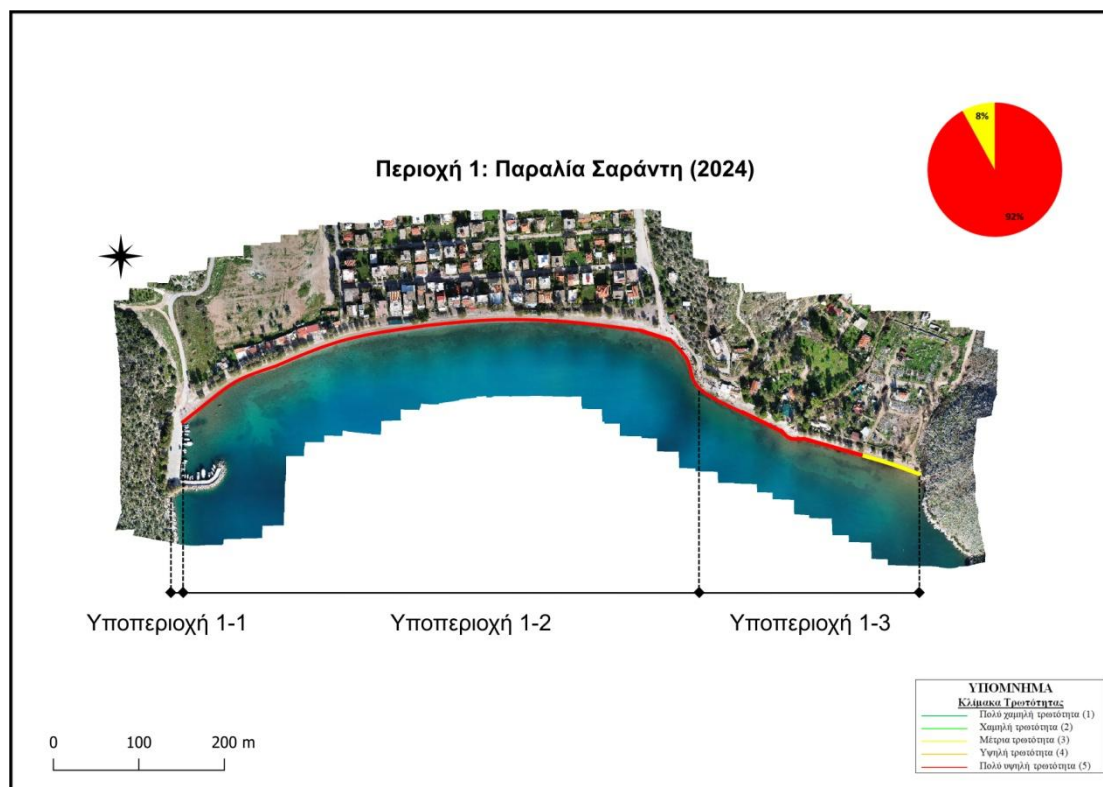 8%
92%
Περιοχή 1: Παραλία Σαράντη (2024)
Υποπεριοχή 1-1
Υποπεριοχή 1-2
Υποπεριοχή 1-3
0 100 200 m
ΥΠΟΜΝΗΜΑ
Κλίμακα Τρωτότητας
Πολύ χαμηλή τρωτότητα (1)
Χαμηλή τρωτότητα (2)
Μέτρια τρωτότητα (3)
Υψηλή τρωτότητα (4)
Πολύ υψηλή τρωτότητα (5)